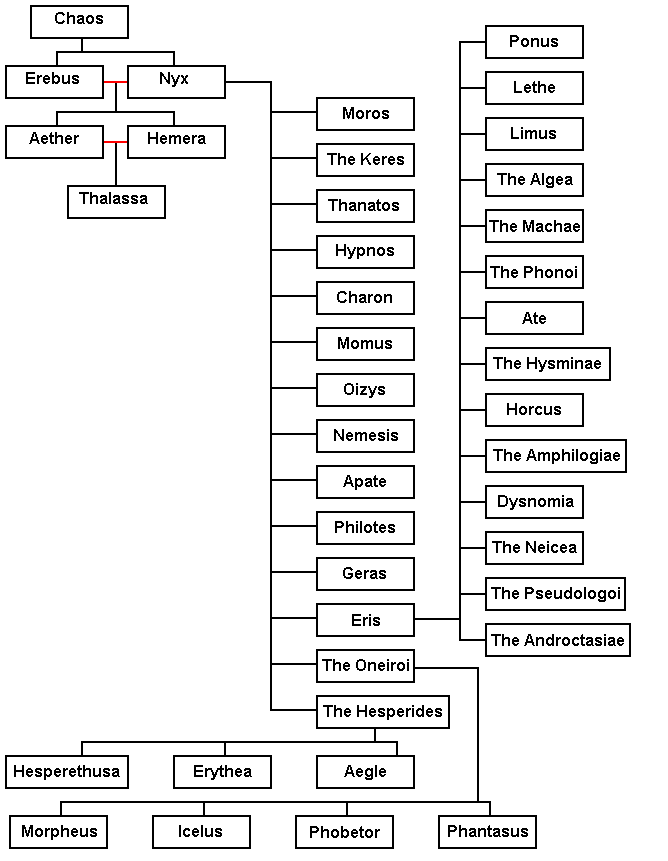 Chaos
Erebus
Nyx
Aether
Hemera
Thalassa
Moros
The Keres
Thanatos
Hypnos
Charon
Momus
Oizys
Nemesis
Apate
Philotes
Geras
Eris
The Oneiroi
The Hesperides
Ponus
Lethe
Limus
The Algea
The Machae
The Phonoi
Ate
The Hysminae
Horcus
The Amphilogiae
Dysnomia
The Neicea
The Pseudologoi
The Androctasiae
Hesperethusa
Erythea
Aegle
Morpheus
Icelus
Phobetor
Phantasus